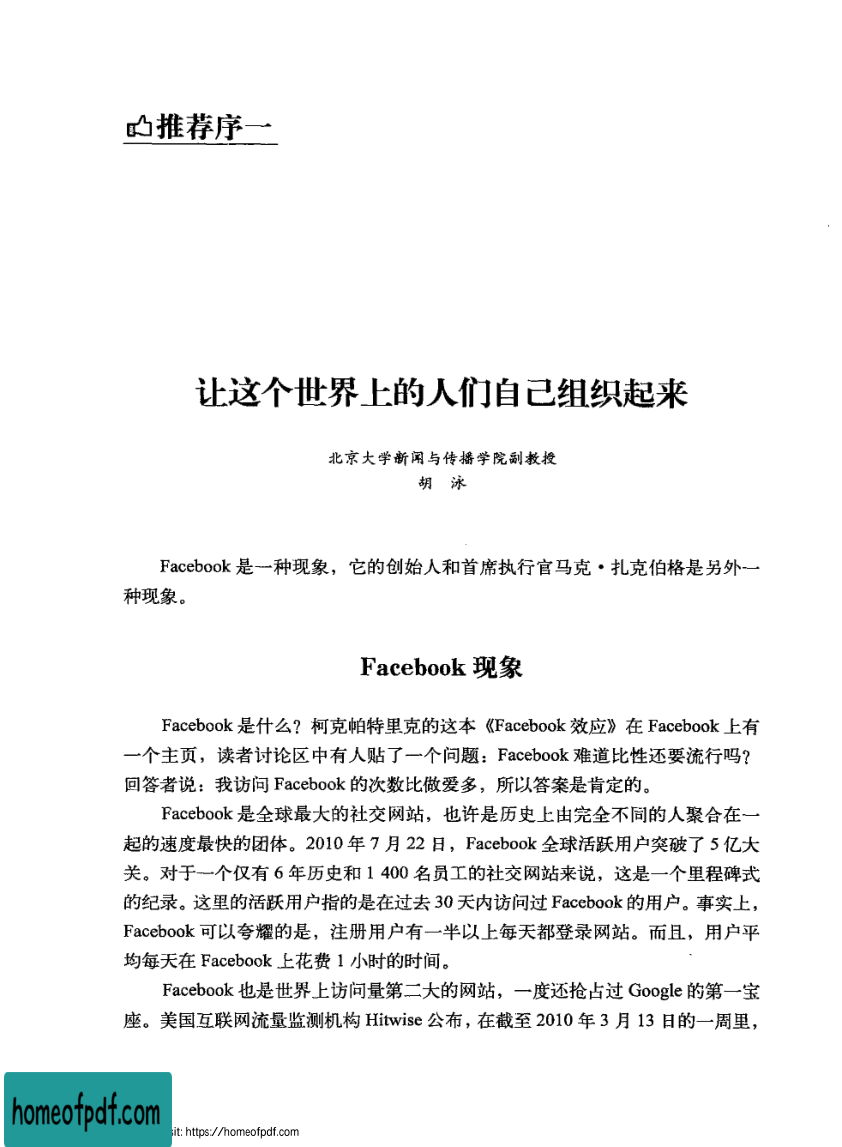 推荐序一
让这个世界上的人们自己组织起来
北京大学新闻与传播学院副教授
胡 泳
Facebook 是一种现象，它的创始人和首席执行官马克·扎克伯格是另外一
种现象。
Facebook 现象
Facebook 是什么？柯克帕特里克的这本《Facebook 效应》在 Facebook 上有
一个主页，读者讨论区中有人贴了一个问题：Facebook 难道比性还要流行吗？
回答者说：我访问 Facebook 的次数比做爱多，所以答案是肯定的。
Facebook 是全球最大的社交网站，也许是历史上由完全不同的人聚合在一
起的速度最快的团体。2010 年 7 月 22 日，Facebook 全球活跃用户突破了 5 亿大
关。对于一个仅有 6 年历史和 1 400 名员工的社交网站来说，这是一个里程碑式
的纪录。这里的活跃用户指的是在过去 30 天内访问过 Facebook 的用户。事实上，
Facebook 可以夸耀的是，注册用户有一半以上每天都登录网站。而且，用户平
均每天在 Facebook 上花费 1 小时的时间。
Facebook 也是世界上访问量第二大的网站，一度还抢占过 Google 的第一宝
座。美国互联网流量监测机构 Hitwise 公布，在截至 2010 年 3 月 13 日的一周里，
homeofpdf.com
sit: https://homeofpdf.com